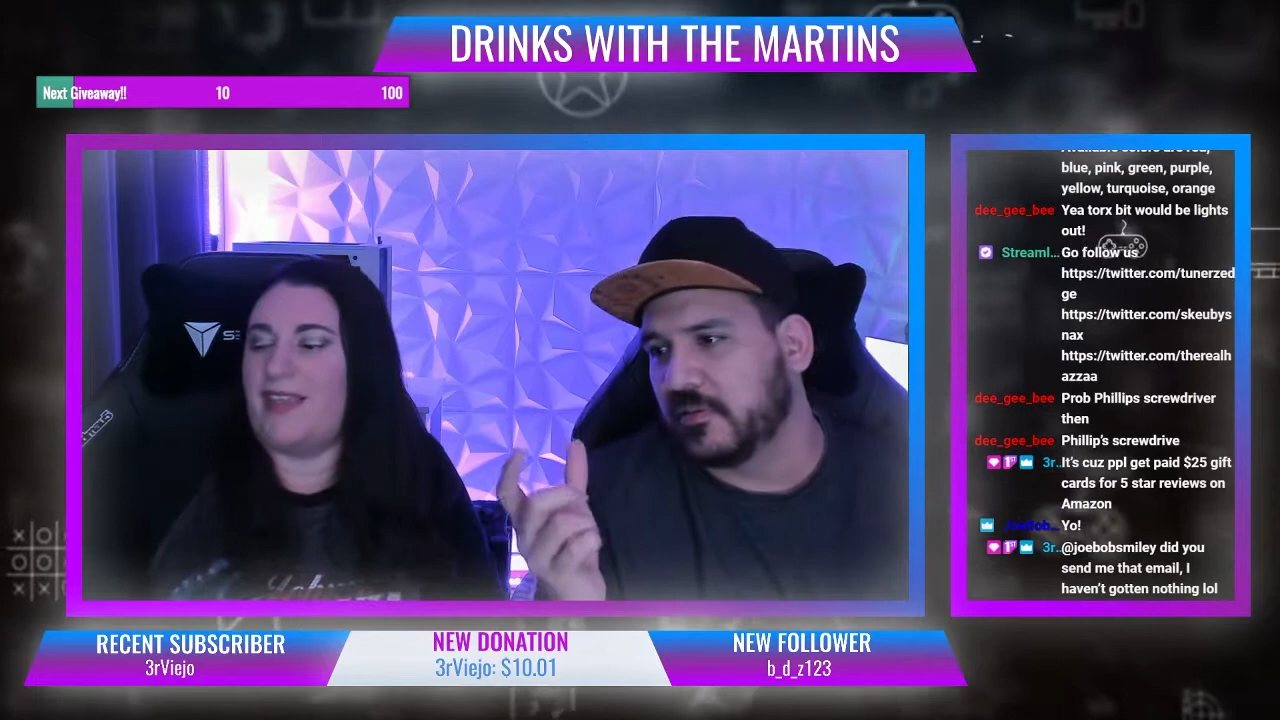 DRINKS WITH THE MARTINS
Next Giveaway!!
10
100
blue, pink, green, purple,
yellow, turquoise, orange
dee_gee_bee Yea torx bit would be lights
out!
Streaml... Go follow us
https://twitter.com/tunerzed
ge
https://twitter.com/skeubys
nax
https://twitter.com/therealh
azzaa
dee_gee_bee Prob Phillips screwdriver
then
dee_gee_bee Phillip's screwdrive
3r.. It's cuz ppl get paid $25 gift
cards for 5 star reviews on
Amazon
JoeBob... Yo!
3r.. @joebobsmiley did you
send me that email, I
haven't gotten nothing lol
RECENT SUBSCRIBER
3rViejo
NEW DONATION
3rViejo: $10.01
NEW FOLLOWER
b_d_z123